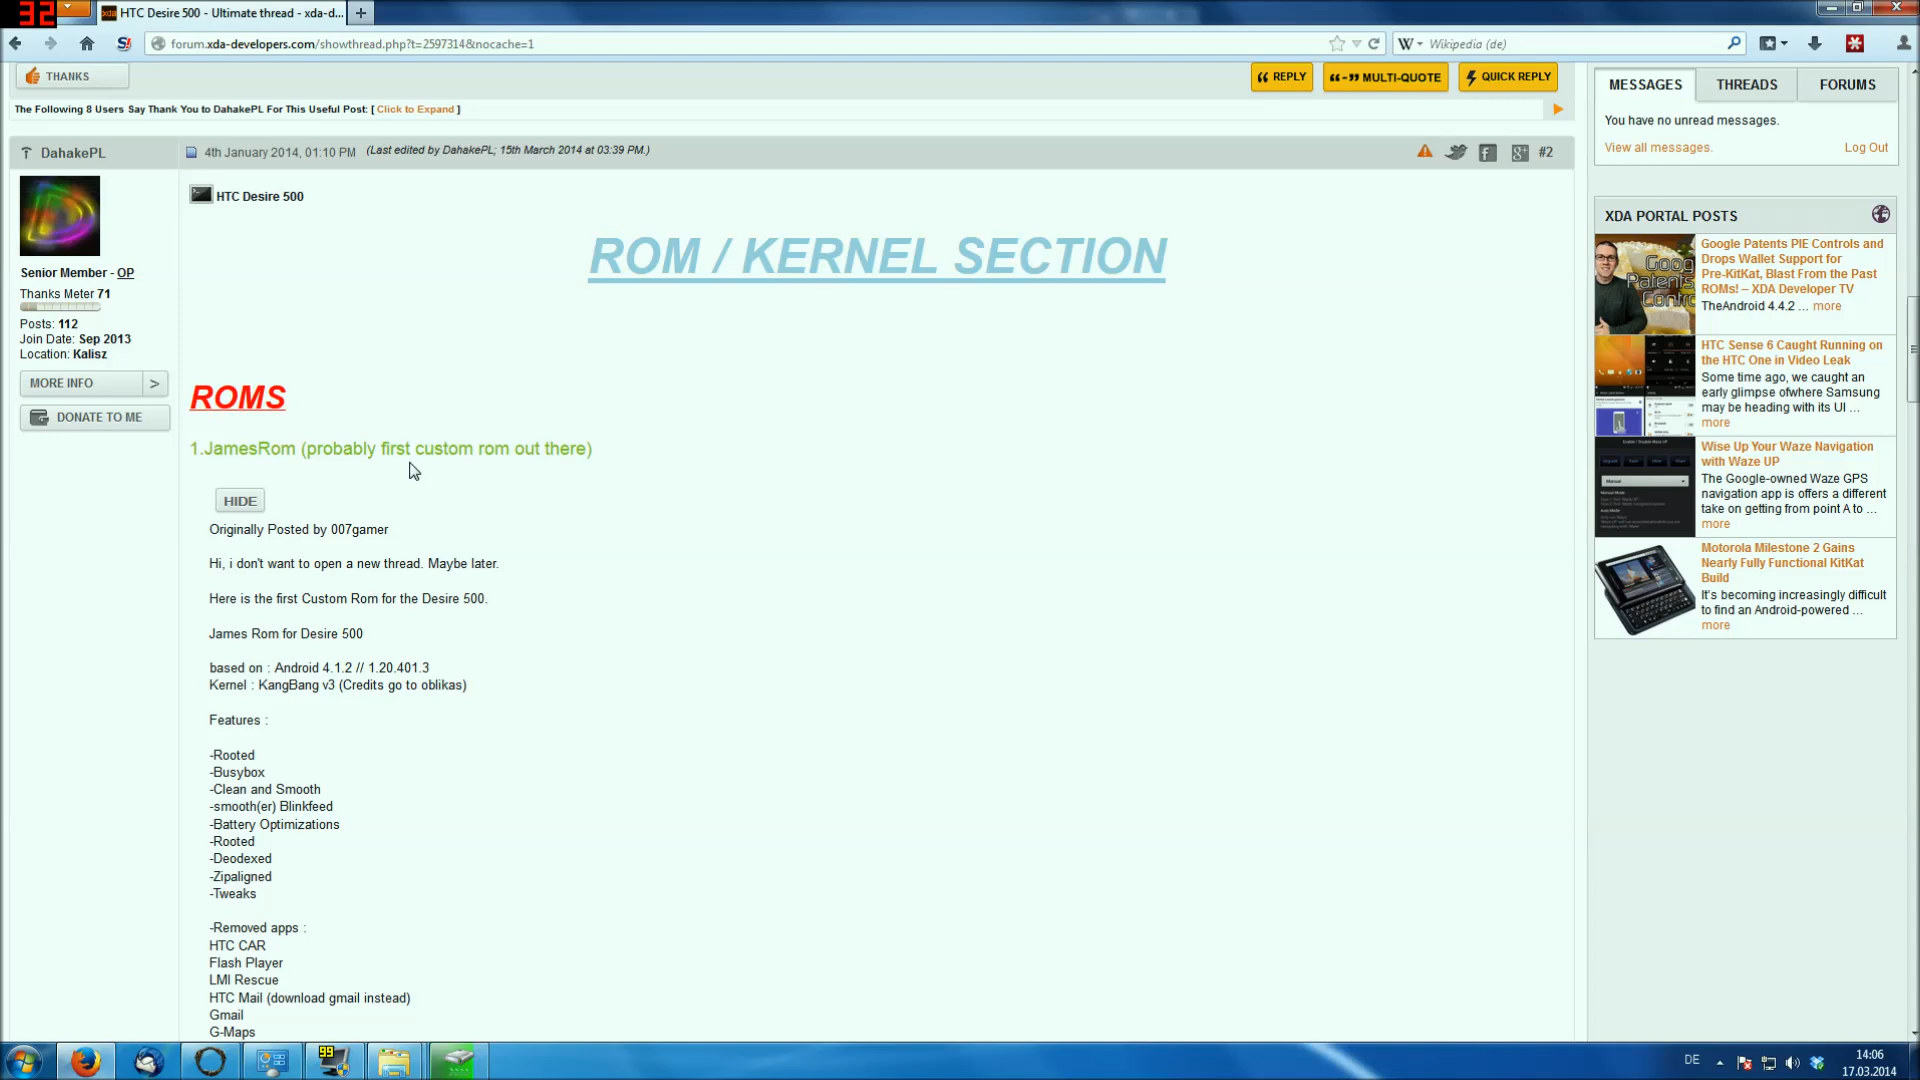 32
HTC Desire 500 - Ultimate thread - xda-d...
forum.xda-developers.com/showthread.php?t=2597314&nocache=1
Wikipedia (de)
THANKS
REPLY
MULTI-QUOTE
QUICK REPLY
The Following 8 Users Say Thank You to DahakePL For This Useful Post: [ Click to Expand ]
DahakePL
4th January 2014, 01:10 PM (Last edited by DahakePL; 15th March 2014 at 03:39 PM.)
#2
Senior Member - OP
Thanks Meter 71
Posts: 112
Join Date: Sep 2013
Location: Kalisz
MORE INFO >
DONATE TO ME
HTC Desire 500
ROM / KERNEL SECTION
ROMS
1.JamesRom (probably first custom rom out there)
HIDE
Originally Posted by 007gamer
Hi, i don't want to open a new thread. Maybe later.
Here is the first Custom Rom for the Desire 500.
James Rom for Desire 500
based on : Android 4.1.2 // 1.20.401.3
Kernel : KangBang v3 (Credits go to oblikas)
Features :
-Rooted
-Busybox
-Clean and Smooth
-smooth(er) Blinkfeed
-Battery Optimizations
-Rooted
-Deodexed
-Zipaligned
-Tweaks
-Removed apps :
HTC CAR
Flash Player
LMI Rescue
HTC Mail (download gmail instead)
Gmail
G-Maps
MESSAGES
THREADS
FORUMS
You have no unread messages.
View all messages.
Log Out
XDA PORTAL POSTS
Google Patents PIE Controls and
Drops Wallet Support for
Pre-KitKat, Blast From the Past
ROMs! – XDA Developer TV
TheAndroid 4.4.2 ... more
HTC Sense 6 Caught Running on
the HTC One in Video Leak
Some time ago, we caught an
early glimpse ofwhere Samsung
may be heading with its UI ...
more
Wise Up Your Waze Navigation
with Waze UP
The Google-owned Waze GPS
navigation app is offers a different
take on getting from point A to ...
more
Motorola Milestone 2 Gains
Nearly Fully Functional KitKat
Build
It's becoming increasingly difficult
to find an Android-powered ...
more
99
DE
14:06
17.03.2014